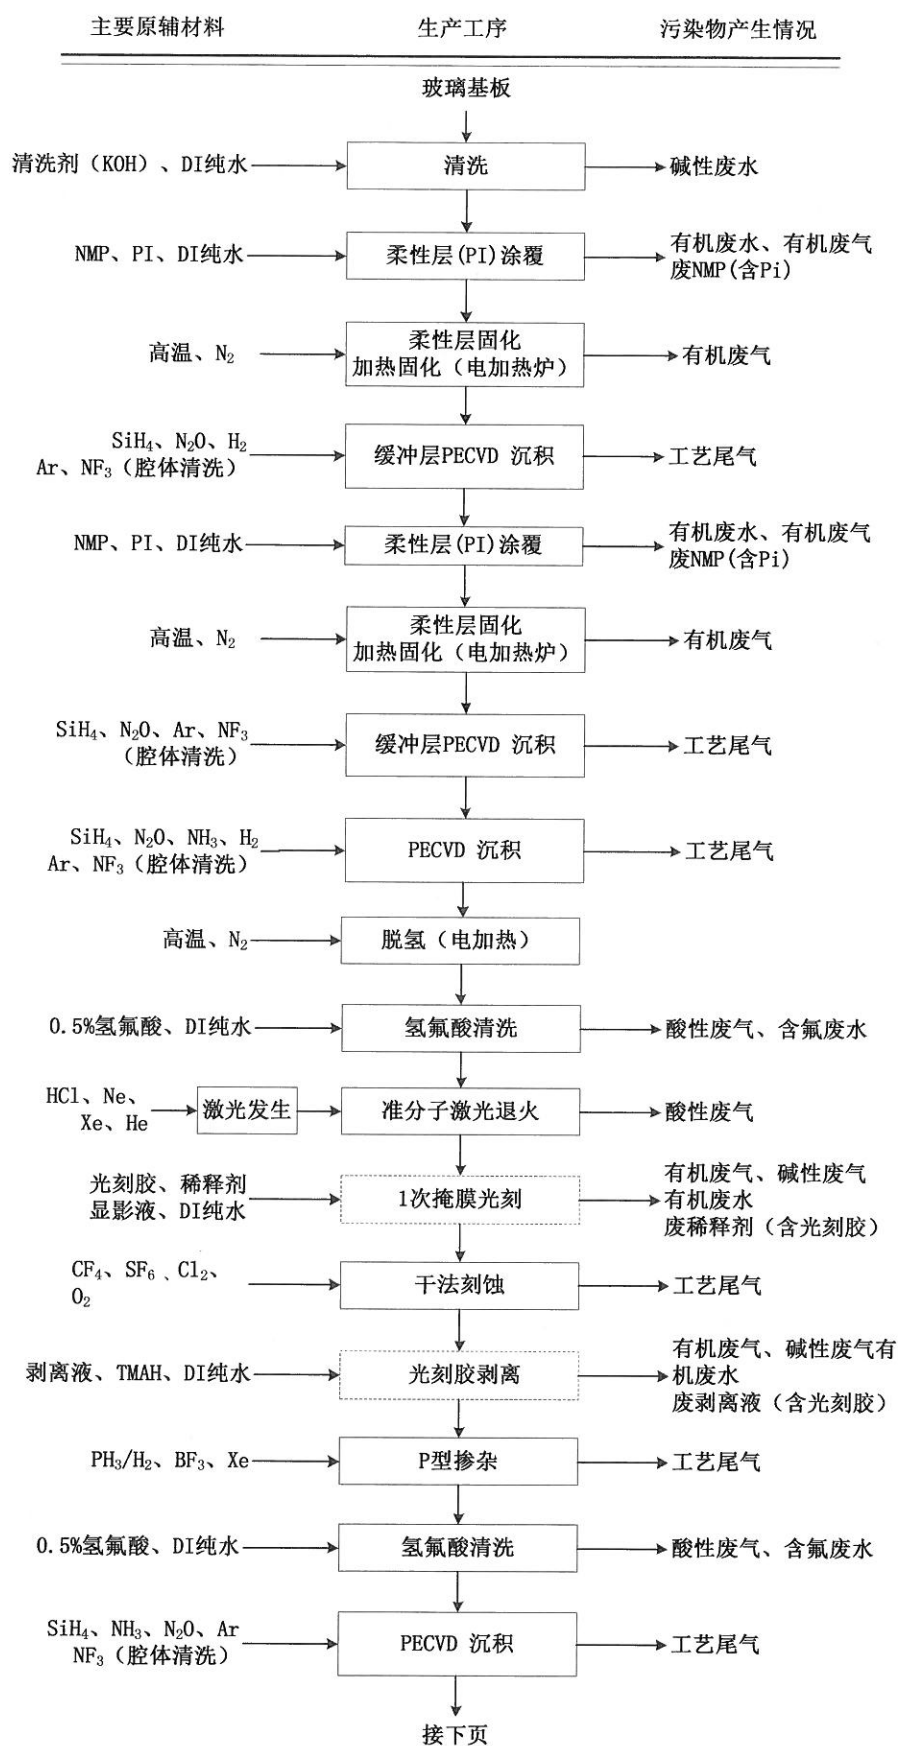 主要原辅材料 生产工序 污染物产生情况
玻璃基板
清洗剂（KOH）、DI纯水 清洗 碱性废水
NMP、PI、DI纯水 柔性层(PI)涂覆 有机废水、有机废气
废NMP(含Pi)
高温、N₂ 柔性层固化 有机废气
加热固化（电加热炉）
SiH₄、N₂O、H₂ 缓冲层PECVD 沉积 工艺尾气
Ar、NF₃（腔体清洗）
NMP、PI、DI纯水 柔性层(PI)涂覆 有机废水、有机废气
废NMP(含Pi)
高温、N₂ 柔性层固化 有机废气
加热固化（电加热炉）
SiH₄、N₂O、Ar、NF₃ 缓冲层PECVD 沉积 工艺尾气
（腔体清洗）
SiH₄、N₂O、NH₃、H₂ PECVD 沉积 工艺尾气
Ar、NF₃（腔体清洗）
高温、N₂ 脱氢（电加热）
0.5%氢氟酸、DI纯水 氢氟酸清洗 酸性废气、含氟废水
HCl、Ne、 激光发生 准分子激光退火 酸性废气
Xe、He
光刻胶、稀释剂 1次掩膜光刻 有机废气、碱性废气
显影液、DI纯水 有机废水
废稀释剂（含光刻胶）
CF₄、SF₆、Cl₂、 干法刻蚀 工艺尾气
O₂
剥离液、TMAH、DI纯水 光刻胶剥离 有机废气、碱性废气有
机废水
废剥离液（含光刻胶）
PH₃/H₂、BF₃、Xe P型掺杂 工艺尾气
0.5%氢氟酸、DI纯水 氢氟酸清洗 酸性废气、含氟废水
SiH₄、NH₃、N₂O、Ar PECVD 沉积 工艺尾气
NF₃（腔体清洗）
接下页